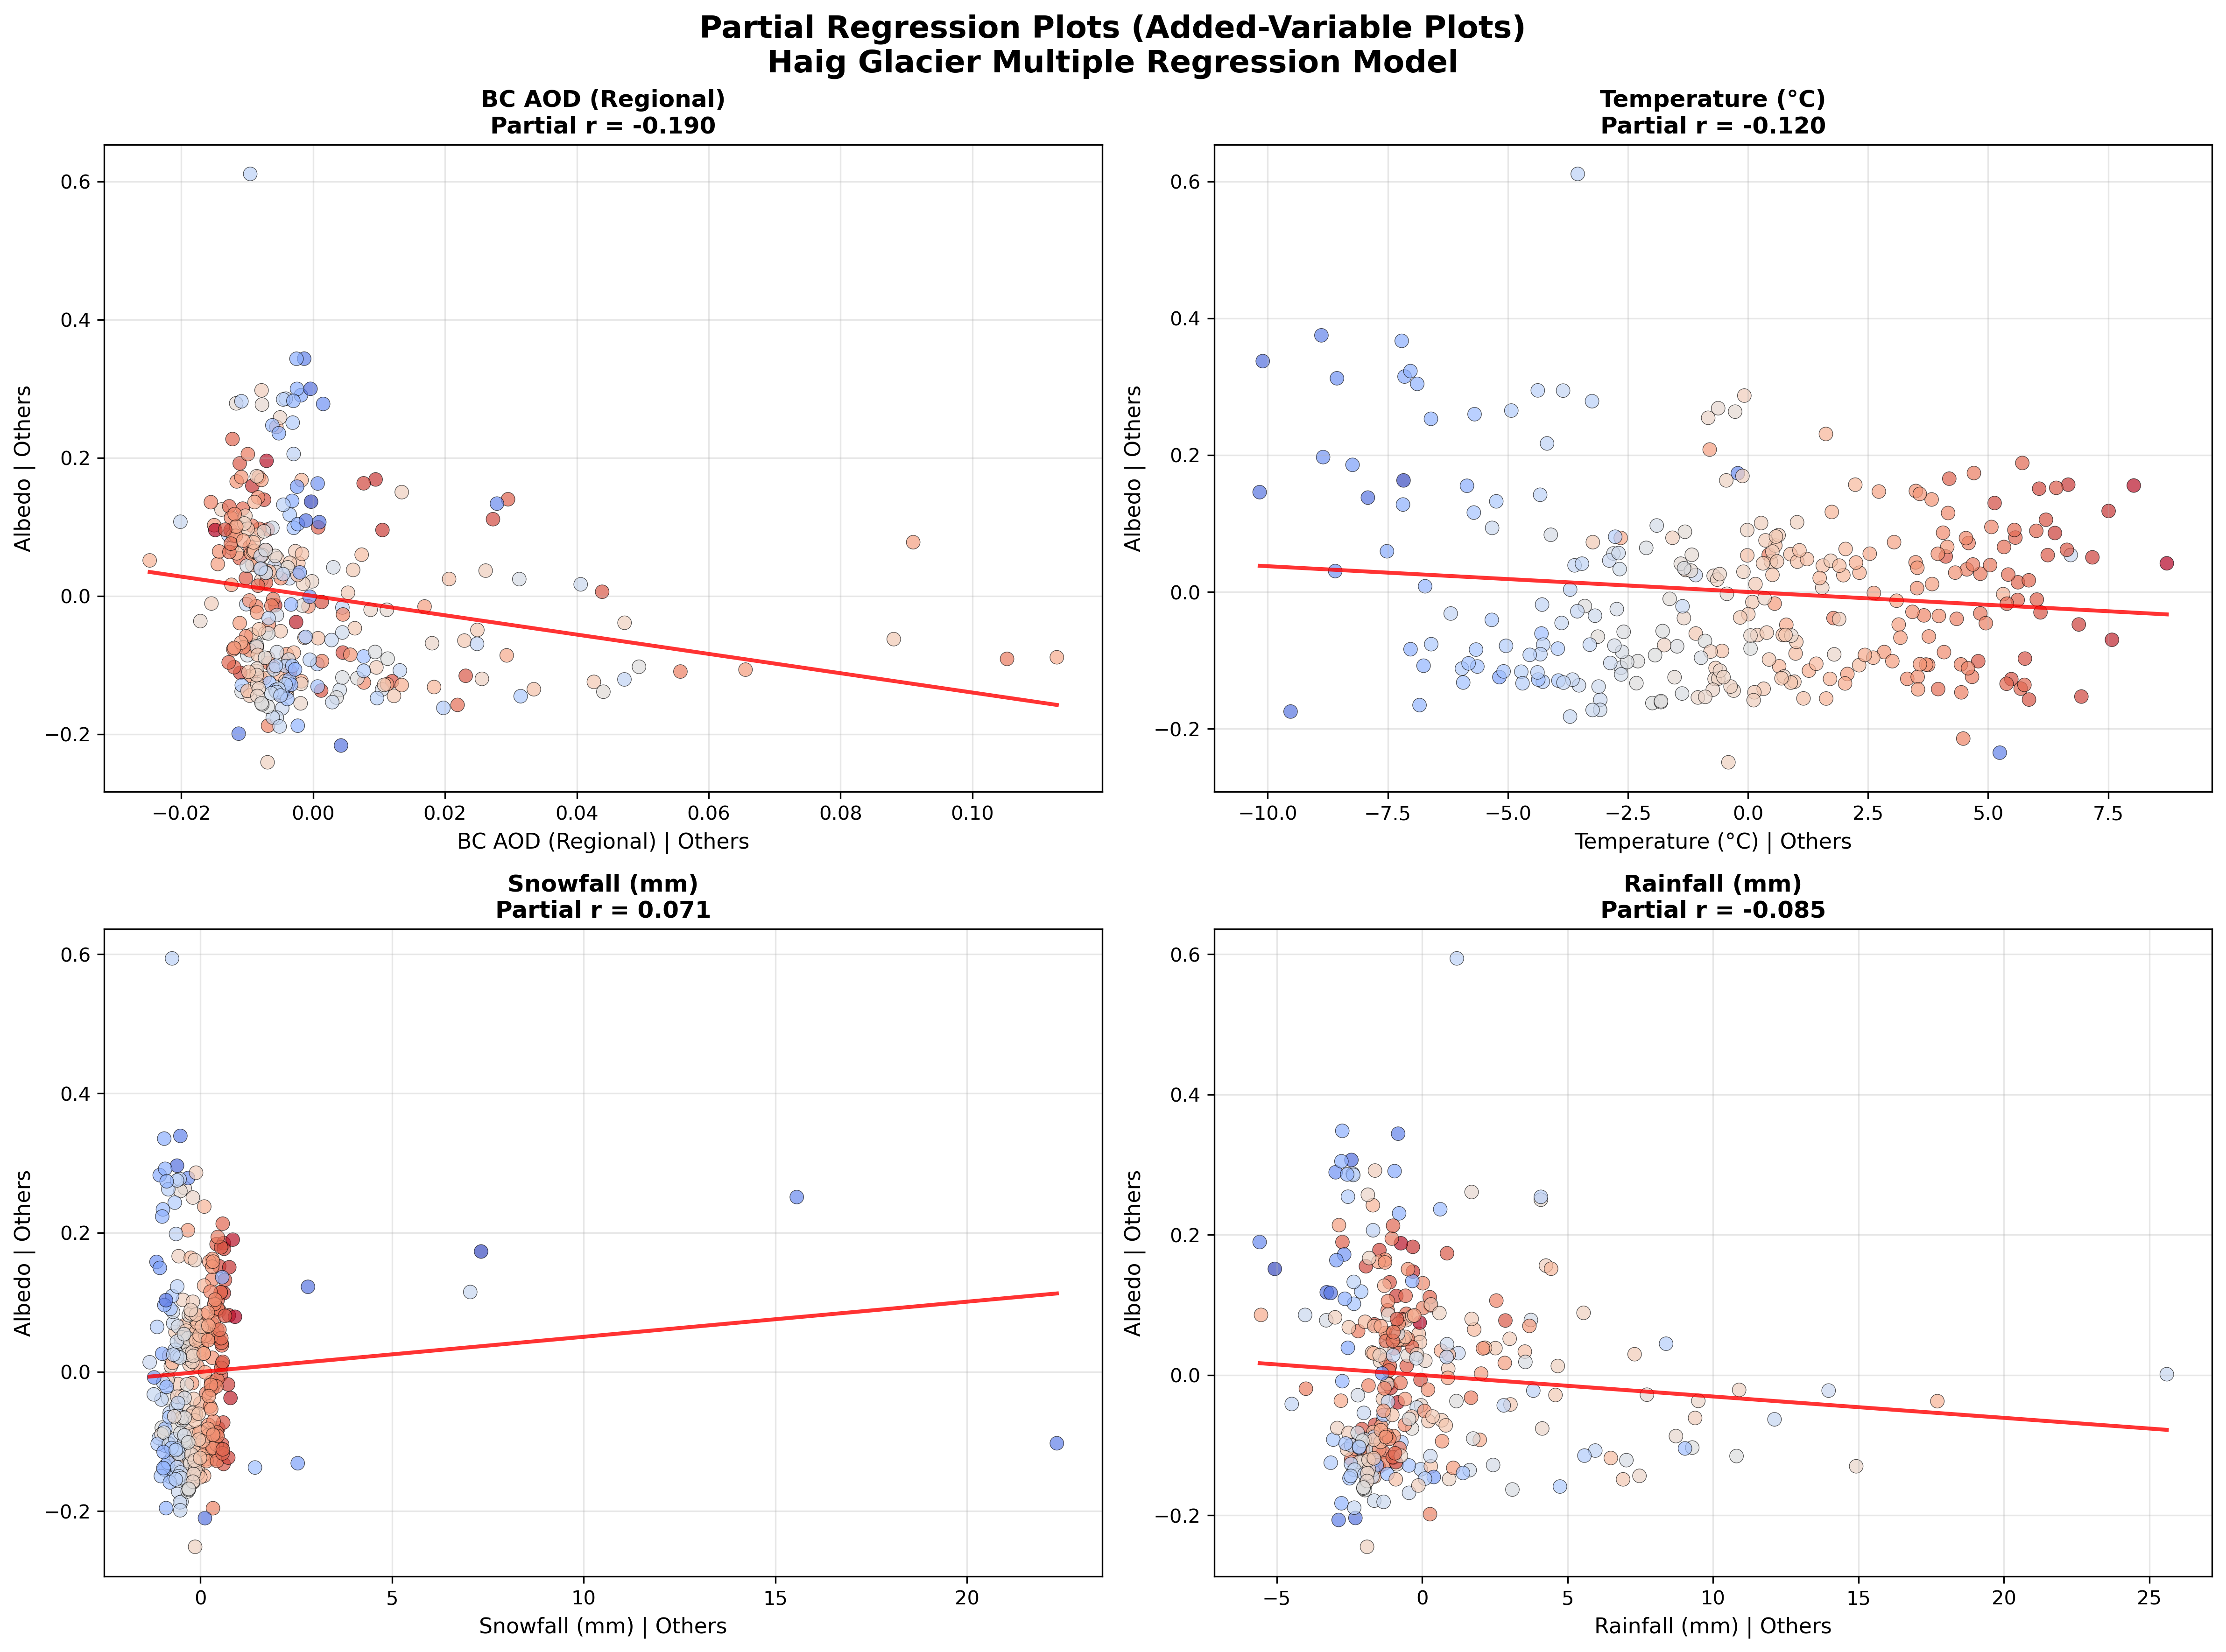 Partial Regression Plots (Added-Variable Plots)
Haig Glacier Multiple Regression Model
BC AOD (Regional)
Partial r = -0.190
Albedo | Others
0.6
0.4
0.2
0.0
−0.2
−0.02 0.00 0.02 0.04 0.06 0.08 0.10
BC AOD (Regional) | Others
Temperature (°C)
Partial r = -0.120
Albedo | Others
0.6
0.4
0.2
0.0
−0.2
−10.0 −7.5 −5.0 −2.5 0.0 2.5 5.0 7.5
Temperature (°C) | Others
Snowfall (mm)
Partial r = 0.071
Albedo | Others
0.6
0.4
0.2
0.0
−0.2
0 5 10 15 20
Snowfall (mm) | Others
Rainfall (mm)
Partial r = -0.085
Albedo | Others
0.6
0.4
0.2
0.0
−0.2
−5 0 5 10 15 20 25
Rainfall (mm) | Others